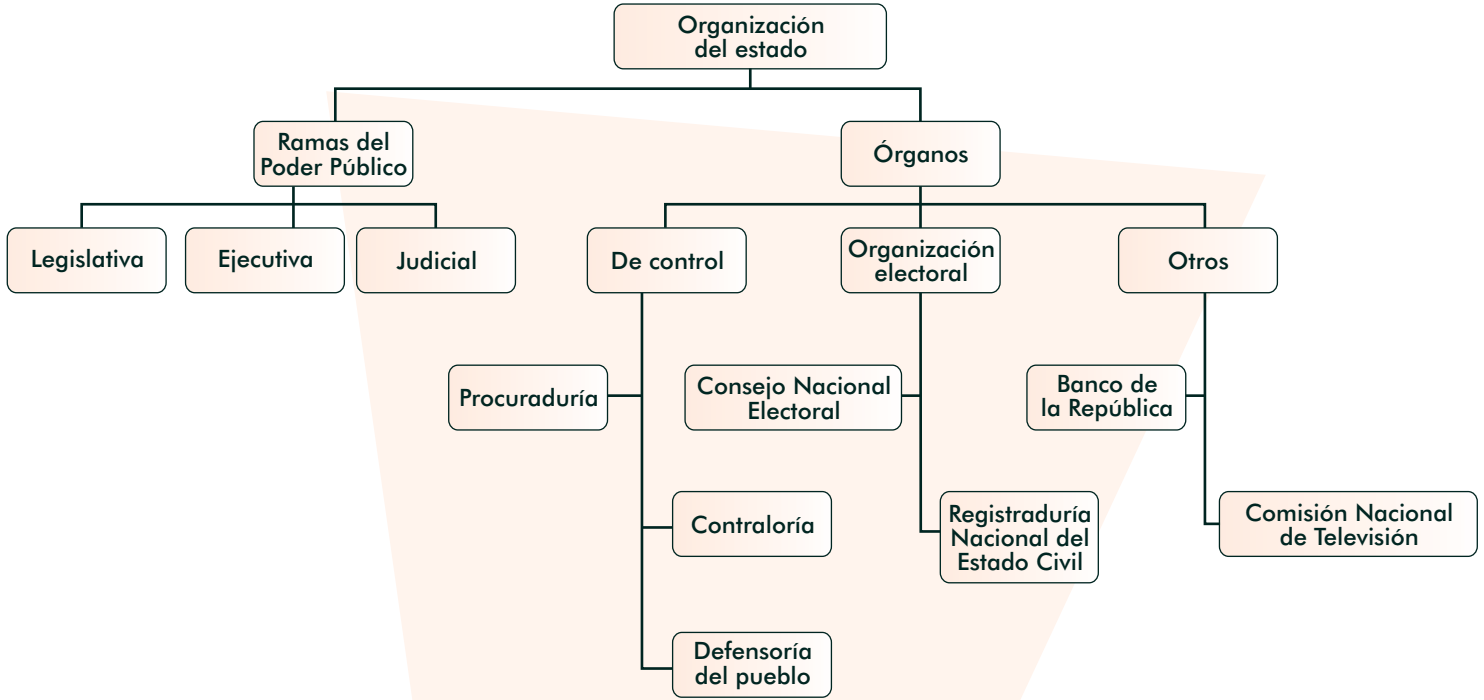 Organización
del estado
Ramas del
Poder Público
Órganos
Legislativa
Ejecutiva
Judicial
De control
Organización
electoral
Otros
Procuraduría
Consejo Nacional
Electoral
Banco de
la República
Contraloría
Registraduría
Nacional del
Estado Civil
Comisión Nacional
de Televisión
Defensoría
del pueblo